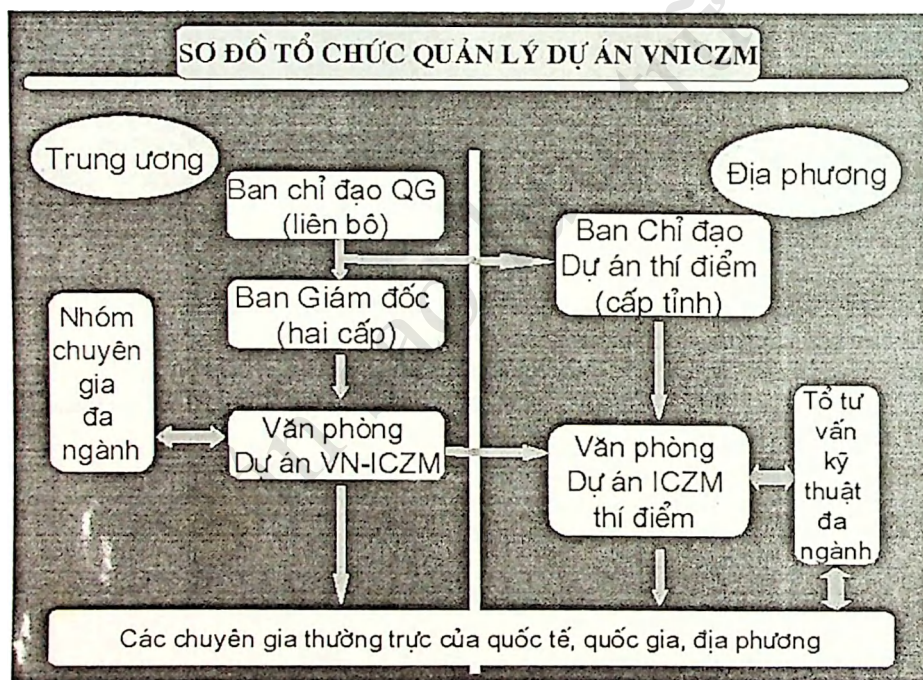 SƠ ĐỒ TỔ CHỨC QUẢN LÝ DỰ ÁN VNICZM
Trung ương
Địa phương
Ban chỉ đạo QG
(liên bộ)
Ban Chỉ đạo
Dự án thí điểm
(cấp tỉnh)
Ban Giám đốc
(hai cấp)
Nhóm
chuyên
gia
đa
ngành
Văn phòng
Dự án VN-ICZM
Văn phòng
Dự án ICZM
thí điểm
Tổ tư
vấn
kỹ
thuật
đa
ngành
Các chuyên gia thường trực của quốc tế, quốc gia, địa phương